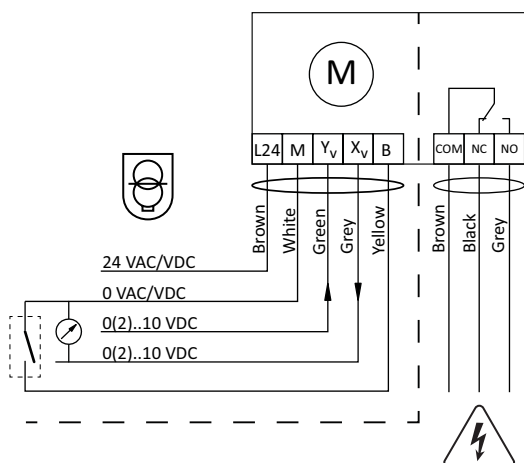 M
L24 M Yv Xv B
COM NC NO
Brown
White
Green
Grey
Yellow
Brown
Black
Grey
24 VAC/VDC
0 VAC/VDC
0(2)..10 VDC
0(2)..10 VDC